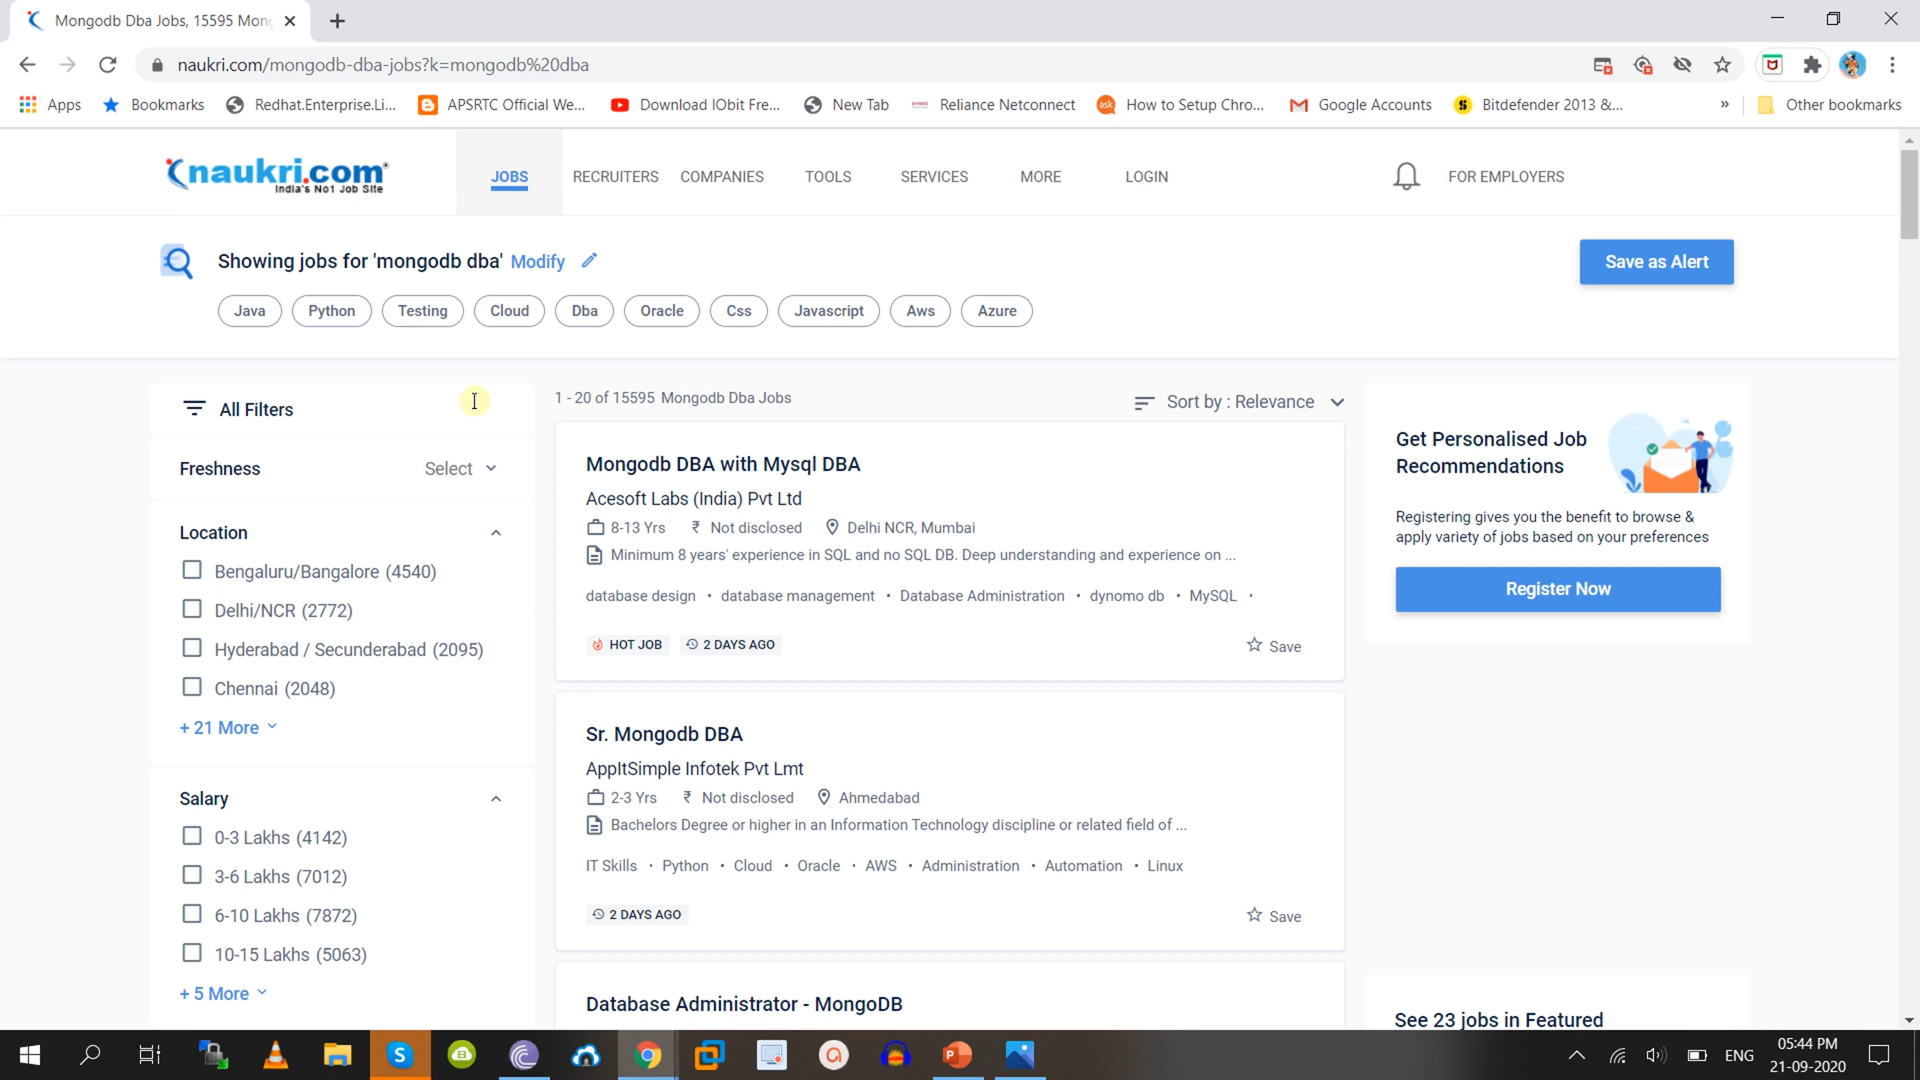 Mongodb Dba Jobs, 15595 Mong
naukri.com/mongodb-dba-jobs?k=mongodb%20dba
Apps
Bookmarks
Redhat.Enterprise.Li...
APSRTC Official We...
Download IObit Fre...
New Tab
Reliance Netconnect
ask
How to Setup Chro...
Google Accounts
Bitdefender 2013 &...
»
Other bookmarks
naukri.com
India's No1 Job Site
JOBS
RECRUITERS
COMPANIES
TOOLS
SERVICES
MORE
LOGIN
FOR EMPLOYERS
Showing jobs for 'mongodb dba' Modify
Save as Alert
Java
Python
Testing
Cloud
Dba
Oracle
Css
Javascript
Aws
Azure
All Filters
Freshness
Select
Location
Bengaluru/Bangalore (4540)
Delhi/NCR (2772)
Hyderabad / Secunderabad (2095)
Chennai (2048)
+ 21 More
Salary
0-3 Lakhs (4142)
3-6 Lakhs (7012)
6-10 Lakhs (7872)
10-15 Lakhs (5063)
+ 5 More
1 - 20 of 15595 Mongodb Dba Jobs
Sort by : Relevance
Mongodb DBA with Mysql DBA
Acesoft Labs (India) Pvt Ltd
8-13 Yrs ₹ Not disclosed Delhi NCR, Mumbai
Minimum 8 years' experience in SQL and no SQL DB. Deep understanding and experience on ...
database design • database management • Database Administration • dynomo db • MySQL •
HOT JOB
2 DAYS AGO
Save
Sr. Mongodb DBA
AppItSimple Infotek Pvt Lmt
2-3 Yrs ₹ Not disclosed Ahmedabad
Bachelors Degree or higher in an Information Technology discipline or related field of ...
IT Skills • Python • Cloud • Oracle • AWS • Administration • Automation • Linux
2 DAYS AGO
Save
Database Administrator - MongoDB
Get Personalised Job
Recommendations
Registering gives you the benefit to browse &
apply variety of jobs based on your preferences
Register Now
See 23 jobs in Featured
ENG
05:44 PM
21-09-2020